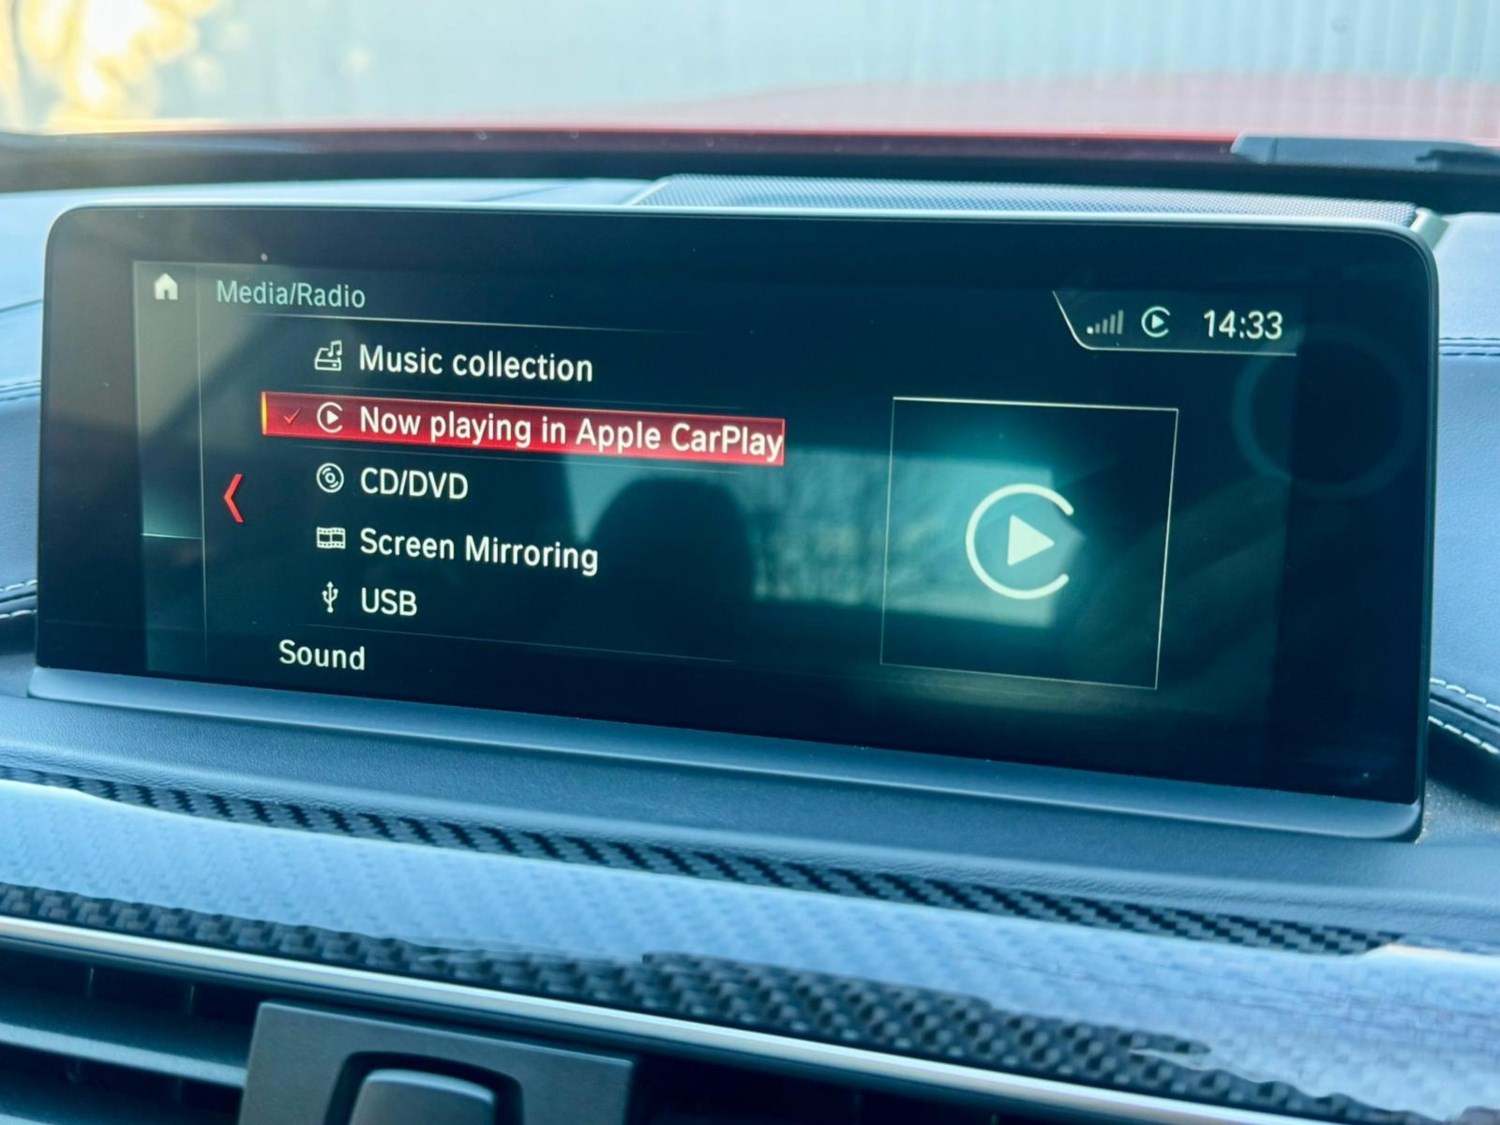 Media/Radio
14:33
Music collection
Now playing in Apple CarPlay
CD/DVD
Screen Mirroring
USB
Sound